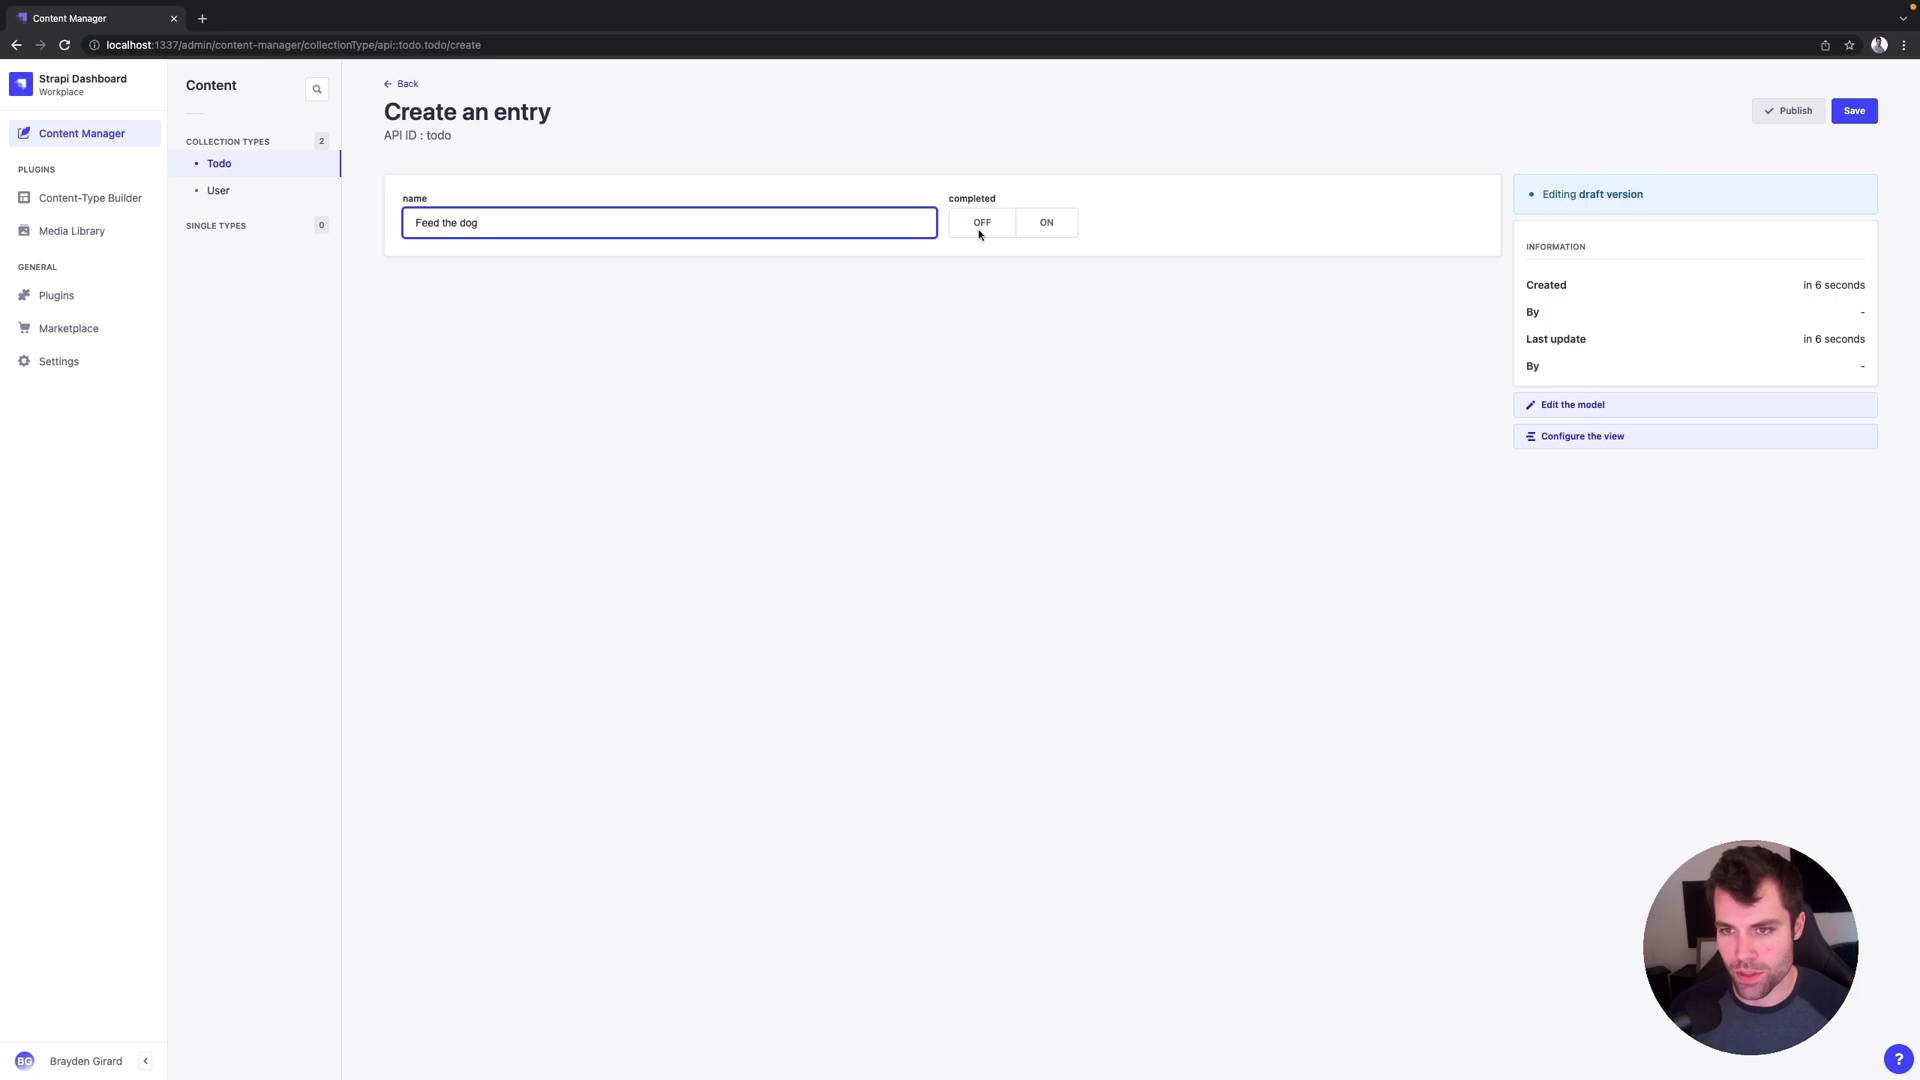 Content Manager
localhost:1337/admin/content-manager/collectionType/api::todo.todo/create
Strapi Dashboard
Workplace
Content Manager
PLUGINS
Content-Type Builder
Media Library
GENERAL
Plugins
Marketplace
Settings
BG Brayden Girard
Content
COLLECTION TYPES 2
Todo
User
SINGLE TYPES 0
Back
Create an entry
API ID : todo
Publish Save
name
Feed the dog
completed
OFF ON
Editing draft version
INFORMATION
Created in 6 seconds
By -
Last update in 6 seconds
By -
Edit the model
Configure the view
?